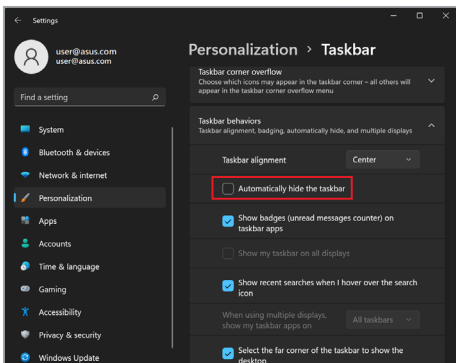 Settings
user@asus.com
user@asus.com
Find a setting
System
Bluetooth & devices
Network & internet
Personalization
Apps
Accounts
Time & language
Gaming
Accessibility
Privacy & security
Windows Update
Personalization > Taskbar
Taskbar corner overflow
Choose which icons may appear in the taskbar corner – all others will
appear in the taskbar corner overflow menu
Taskbar behaviors
Taskbar alignment, badging, automatically hide, and multiple displays
Taskbar alignment
Center
Automatically hide the taskbar
Show badges (unread messages counter) on
taskbar apps
Show my taskbar on all displays
Show recent searches when I hover over the search
icon
When using multiple displays,
show my taskbar apps on
All taskbars
Select the far corner of the taskbar to show the
desktop